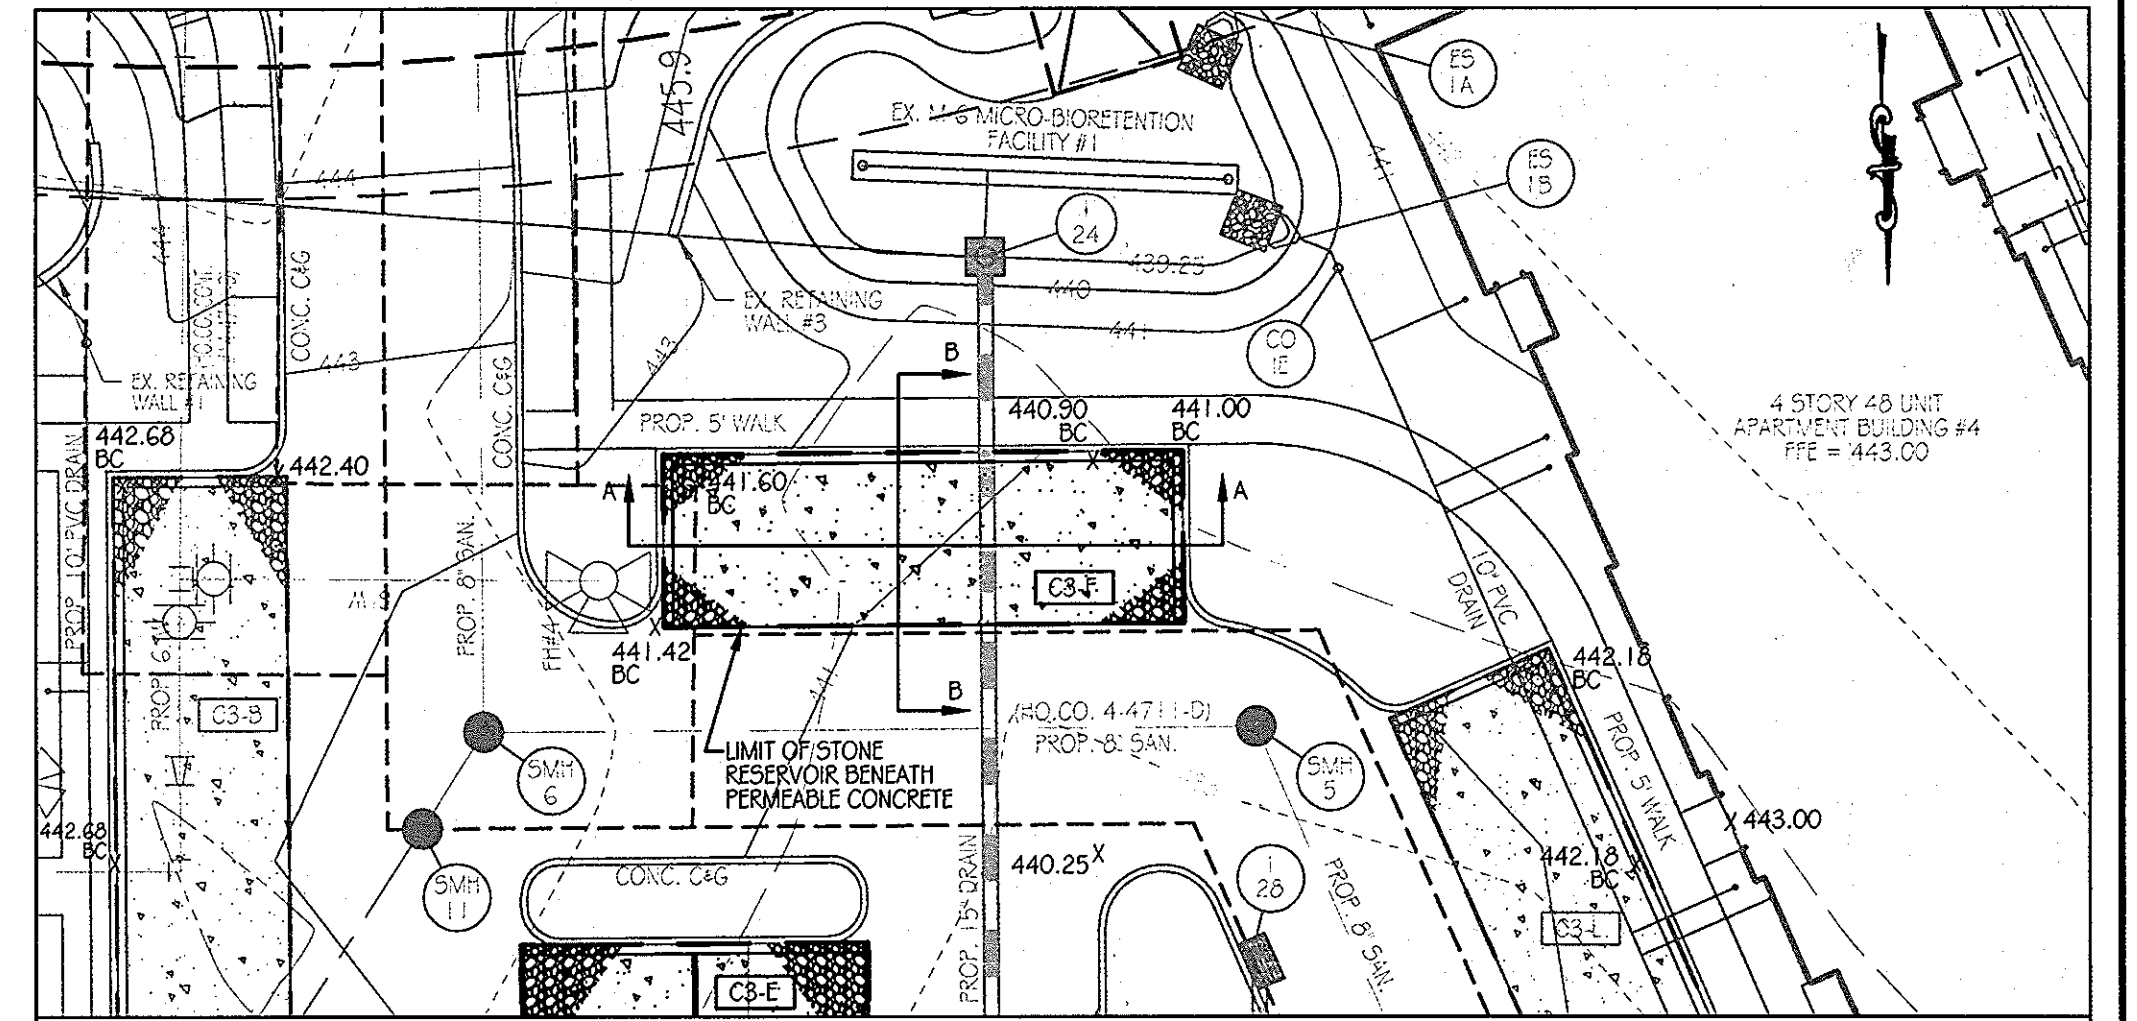 445.9
ES
1A
EX. M-6 MICRO-BIORETENTION
FACILITY #1
ES
1B
441
444
444
I
24
439.25
440
441
CONC. C&G
EX. RETAINING
WALL #3
CO
1E
443
443
B
EX. RETAINING
WALL #1
CONC. C&G
PROP. 5' WALK
440.90
BC
441.00
BC
4 STORY 48 UNIT
APARTMENT BUILDING #4
FFE = 443.00
442.68
BC
442.40
PROP. 10" PVC DRAIN
A
441.60
BC
A
PROP. 8" SAN.
10" PVC
DRAIN
C3-F
FH#4
441.42
BC
442.18
BC
441
B
C3-B
(HO.CO. 4-4711-D)
PROP. 8" SAN.
LIMIT OF STONE
RESERVOIR BENEATH
PERMEABLE CONCRETE
SMH
6
SMH
5
PROP. 5' WALK
442.68
BC
443.00
SMH
11
CONC. C&G
PROP. 15" DRAIN
440.25
I
28
PROP. 8" SAN.
442.18
BC
C3-L
C3-E